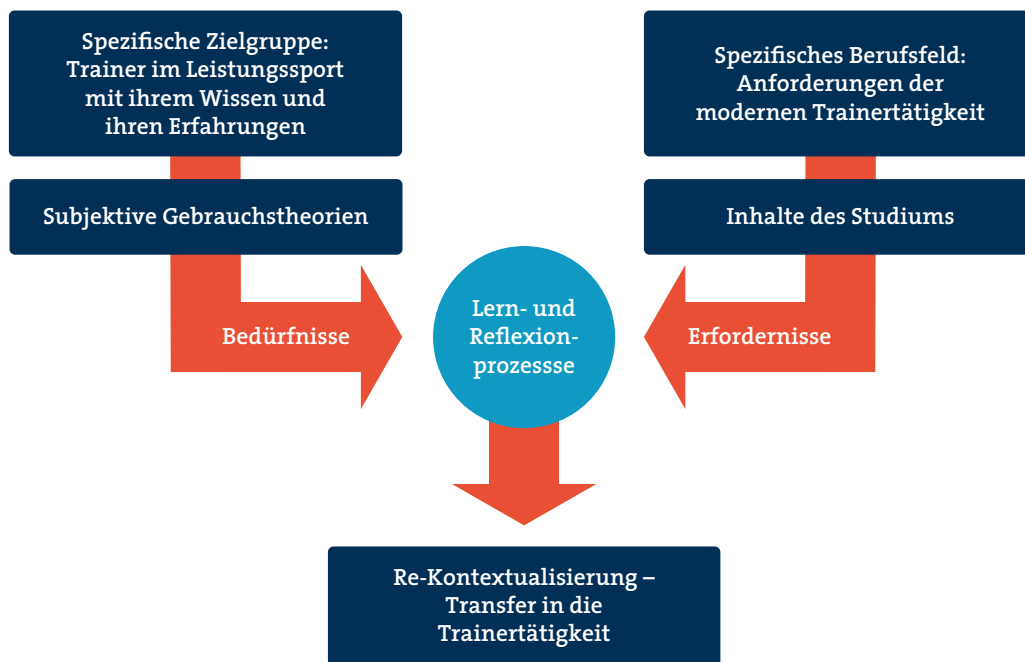 Spezifische Zielgruppe:
Trainer im Leistungssport
mit ihrem Wissen und
ihren Erfahrungen
Spezifisches Berufsfeld:
Anforderungen der
modernen Trainertätigkeit
Subjektive Gebrauchstheorien
Inhalte des Studiums
Bedürfnisse
Lern- und
Reflexion-
prozessse
Erfordernisse
Re-Kontextualisierung –
Transfer in die
Trainertätigkeit